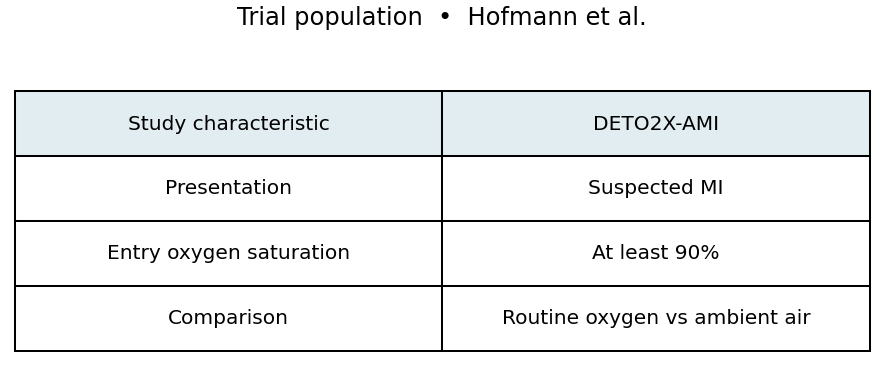 Trial population • Hofmann et al.
Study characteristic DETO2X-AMI
Presentation Suspected MI
Entry oxygen saturation At least 90%
Comparison Routine oxygen vs ambient air